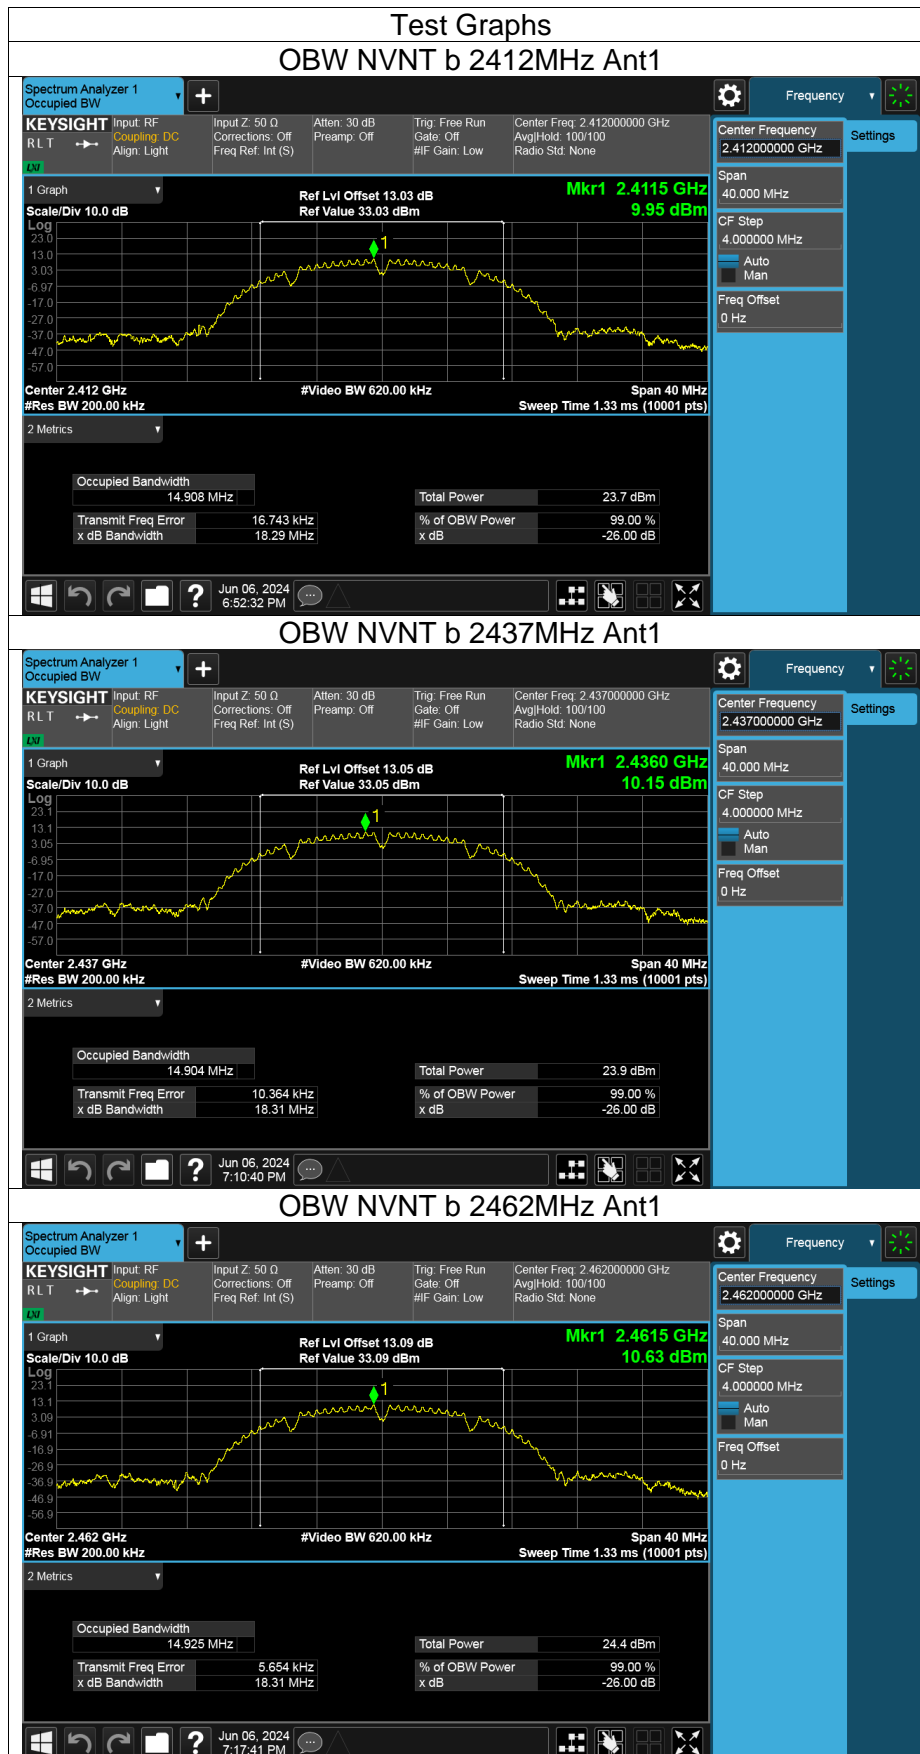 Test Graphs
OBW NVNT b 2412MHz Ant1
Spectrum Analyzer 1
Occupied BW
+
Frequency
KEYSIGHT
R L T
LXI
Input: RF
Coupling: DC
Align: Light
Input Z: 50 Ω
Corrections: Off
Freq Ref: Int (S)
Atten: 30 dB
Preamp: Off
Trig: Free Run
Gate: Off
#IF Gain: Low
Center Freq: 2.412000000 GHz
Avg|Hold: 100/100
Radio Std: None
Center Frequency
2.412000000 GHz
Settings
Span
40.000 MHz
CF Step
4.000000 MHz
Auto
Man
Freq Offset
0 Hz
1 Graph
Scale/Div 10.0 dB
Ref Lvl Offset 13.03 dB
Ref Value 33.03 dBm
Mkr1 2.4115 GHz
9.95 dBm
Log
23.0
13.0
3.03
-6.97
-17.0
-27.0
-37.0
-47.0
-57.0
1
Center 2.412 GHz
#Video BW 620.00 kHz
Span 40 MHz
#Res BW 200.00 kHz
Sweep Time 1.33 ms (10001 pts)
2 Metrics
Occupied Bandwidth
14.908 MHz
Total Power 23.7 dBm
Transmit Freq Error 16.743 kHz
% of OBW Power 99.00 %
x dB Bandwidth 18.29 MHz
x dB -26.00 dB
?
Jun 06, 2024
6:52:32 PM
OBW NVNT b 2437MHz Ant1
Spectrum Analyzer 1
Occupied BW
+
Frequency
KEYSIGHT
R L T
LXI
Input: RF
Coupling: DC
Align: Light
Input Z: 50 Ω
Corrections: Off
Freq Ref: Int (S)
Atten: 30 dB
Preamp: Off
Trig: Free Run
Gate: Off
#IF Gain: Low
Center Freq: 2.437000000 GHz
Avg|Hold: 100/100
Radio Std: None
Center Frequency
2.437000000 GHz
Settings
Span
40.000 MHz
CF Step
4.000000 MHz
Auto
Man
Freq Offset
0 Hz
1 Graph
Scale/Div 10.0 dB
Ref Lvl Offset 13.05 dB
Ref Value 33.05 dBm
Mkr1 2.4360 GHz
10.15 dBm
Log
23.1
13.1
3.05
-6.95
-17.0
-27.0
-37.0
-47.0
-57.0
1
Center 2.437 GHz
#Video BW 620.00 kHz
Span 40 MHz
#Res BW 200.00 kHz
Sweep Time 1.33 ms (10001 pts)
2 Metrics
Occupied Bandwidth
14.904 MHz
Total Power 23.9 dBm
Transmit Freq Error 10.364 kHz
% of OBW Power 99.00 %
x dB Bandwidth 18.31 MHz
x dB -26.00 dB
?
Jun 06, 2024
7:10:40 PM
OBW NVNT b 2462MHz Ant1
Spectrum Analyzer 1
Occupied BW
+
Frequency
KEYSIGHT
R L T
LXI
Input: RF
Coupling: DC
Align: Light
Input Z: 50 Ω
Corrections: Off
Freq Ref: Int (S)
Atten: 30 dB
Preamp: Off
Trig: Free Run
Gate: Off
#IF Gain: Low
Center Freq: 2.462000000 GHz
Avg|Hold: 100/100
Radio Std: None
Center Frequency
2.462000000 GHz
Settings
Span
40.000 MHz
CF Step
4.000000 MHz
Auto
Man
Freq Offset
0 Hz
1 Graph
Scale/Div 10.0 dB
Ref Lvl Offset 13.09 dB
Ref Value 33.09 dBm
Mkr1 2.4615 GHz
10.63 dBm
Log
23.1
13.1
3.09
-6.91
-16.9
-26.9
-36.9
-46.9
-56.9
1
Center 2.462 GHz
#Video BW 620.00 kHz
Span 40 MHz
#Res BW 200.00 kHz
Sweep Time 1.33 ms (10001 pts)
2 Metrics
Occupied Bandwidth
14.925 MHz
Total Power 24.4 dBm
Transmit Freq Error 5.654 kHz
% of OBW Power 99.00 %
x dB Bandwidth 18.31 MHz
x dB -26.00 dB
?
Jun 06, 2024
7:17:41 PM